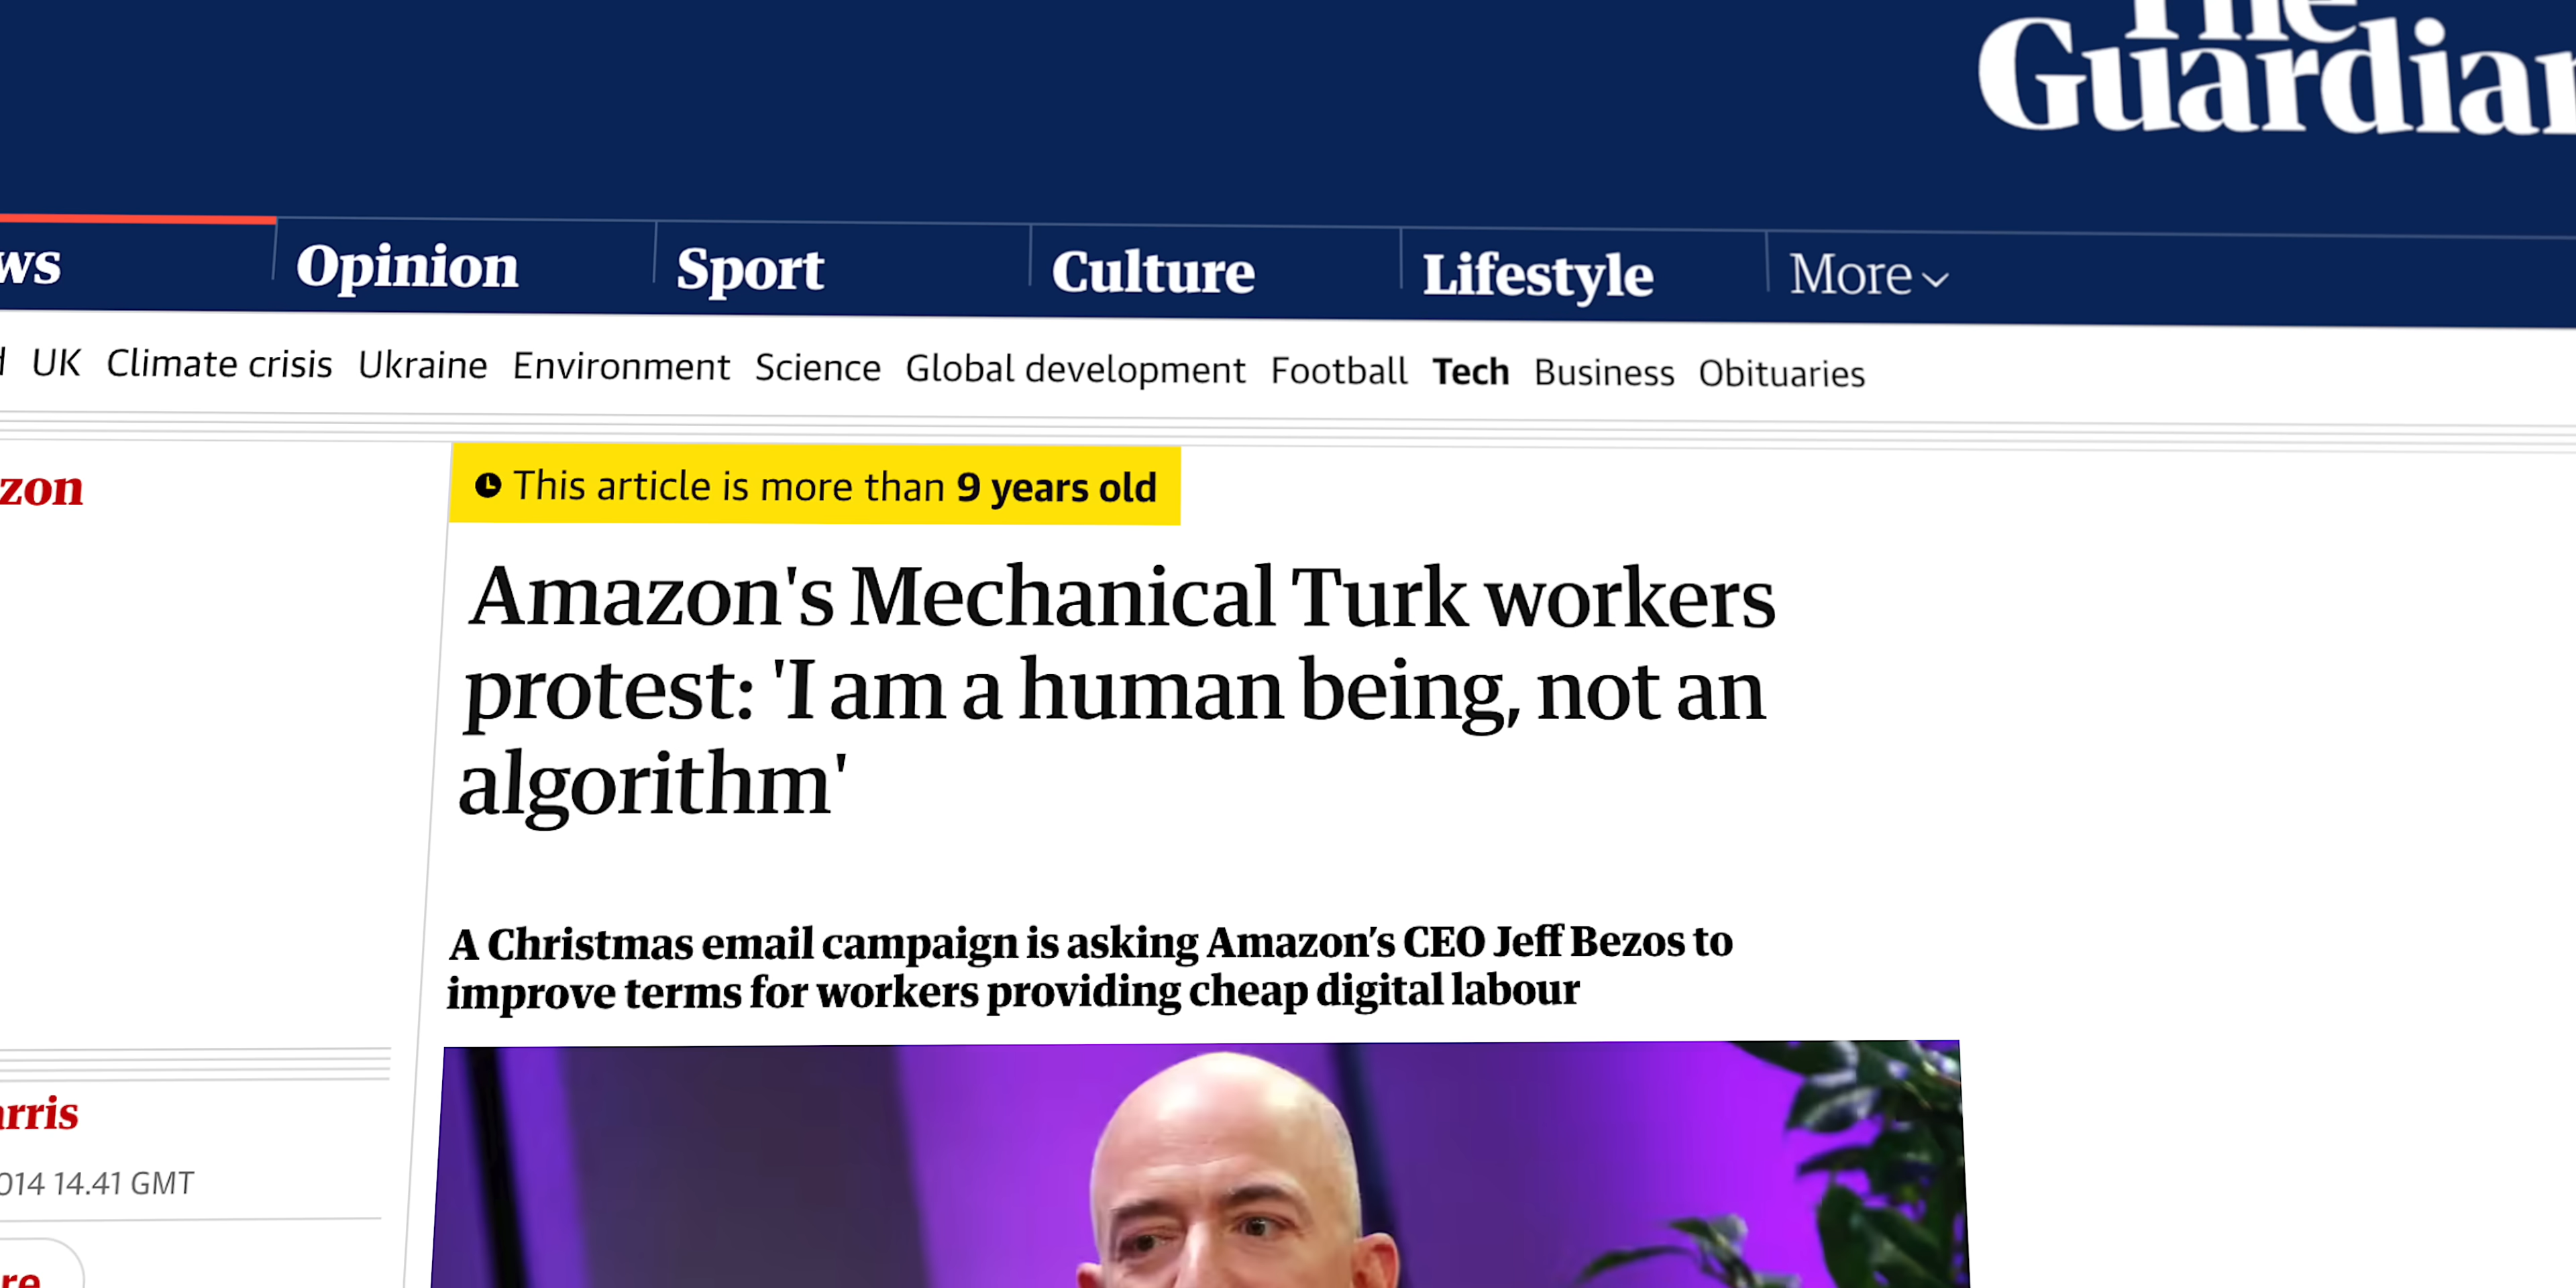 The
Guardian
ws
Opinion
Sport
Culture
Lifestyle
More
UK Climate crisis Ukraine Environment Science Global development Football Tech Business Obituaries
zon
This article is more than 9 years old
Amazon's Mechanical Turk workers
protest: 'I am a human being, not an
algorithm'
A Christmas email campaign is asking Amazon’s CEO Jeff Bezos to
improve terms for workers providing cheap digital labour
arris
014 14.41 GMT
re